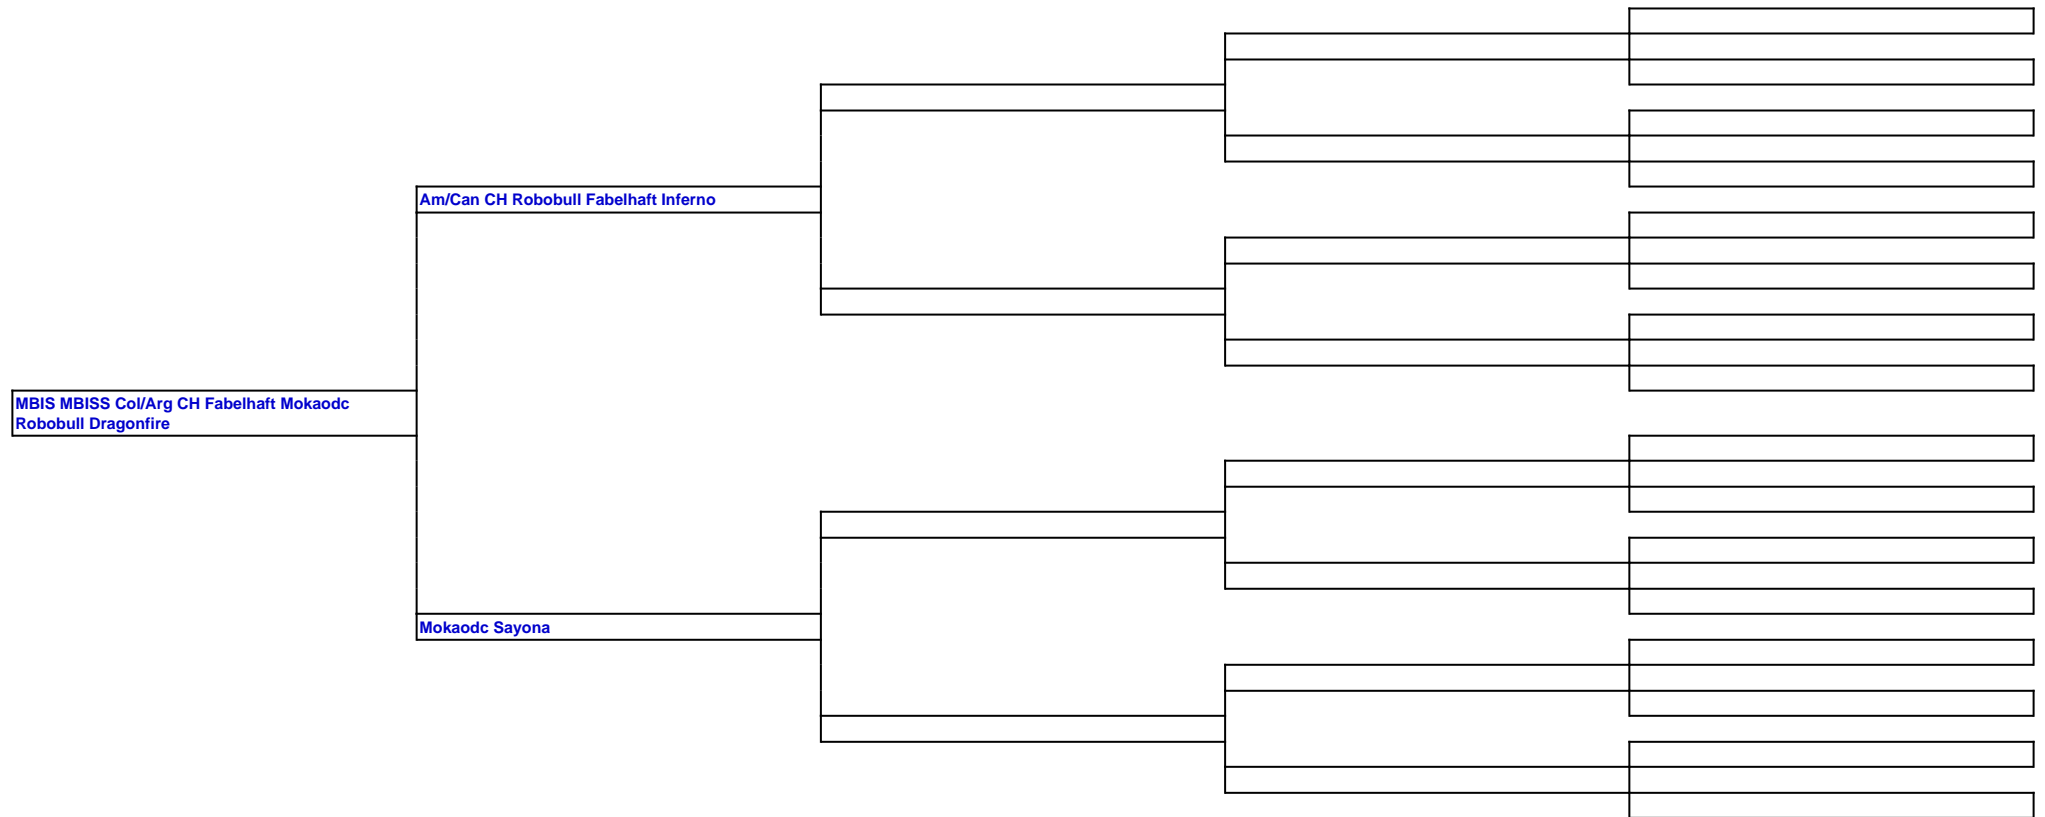 Am/Can CH Robobull Fabelhaft Inferno
MBIS MBISS Col/Arg CH Fabelhaft Mokaodc
Robobull Dragonfire
Mokaodc Sayona